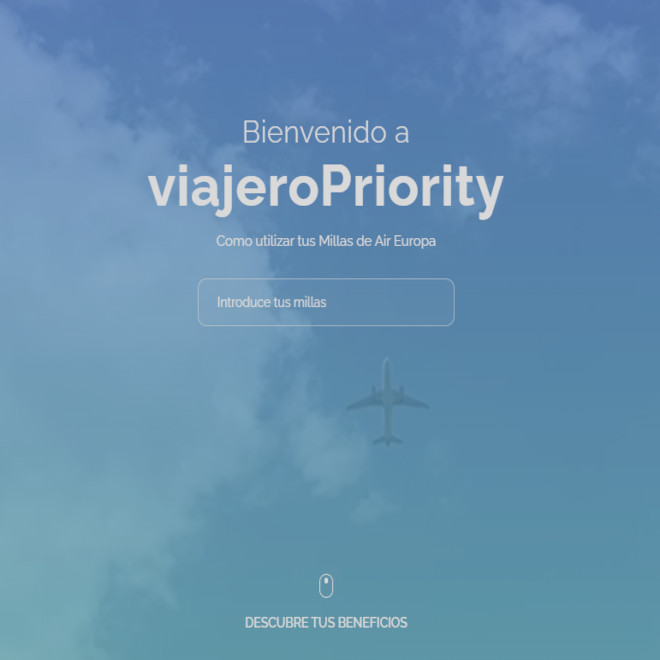 Bienvenido a
viajeroPriority
Como utilizar tus Millas de Air Europa
Introduce tus millas
DESCUBRE TUS BENEFICIOS